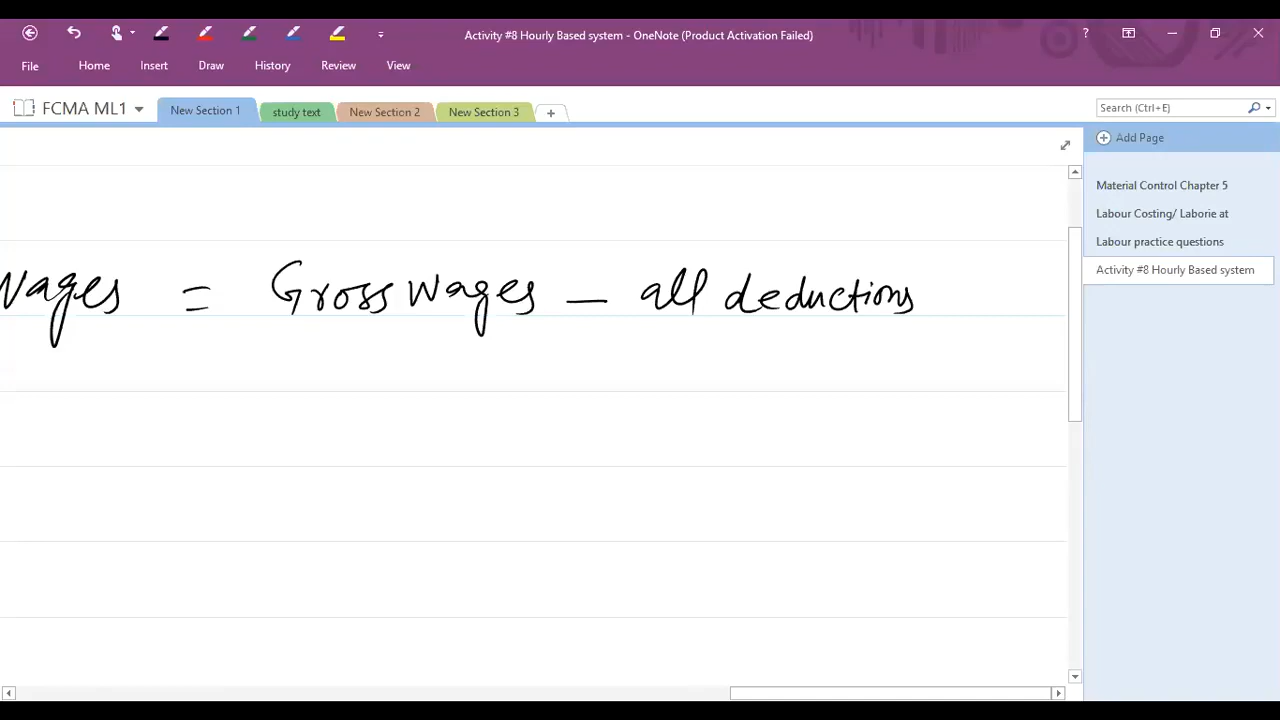 Activity #8 Hourly Based system - OneNote (Product Activation Failed)
File Home Insert Draw History Review View
FCMA ML1 New Section 1 study text New Section 2 New Section 3
Search (Ctrl+E)
Add Page
Material Control Chapter 5
Labour Costing/ Laborie at
Labour practice questions
Activity #8 Hourly Based system
Wages = Gross Wages - all deductions